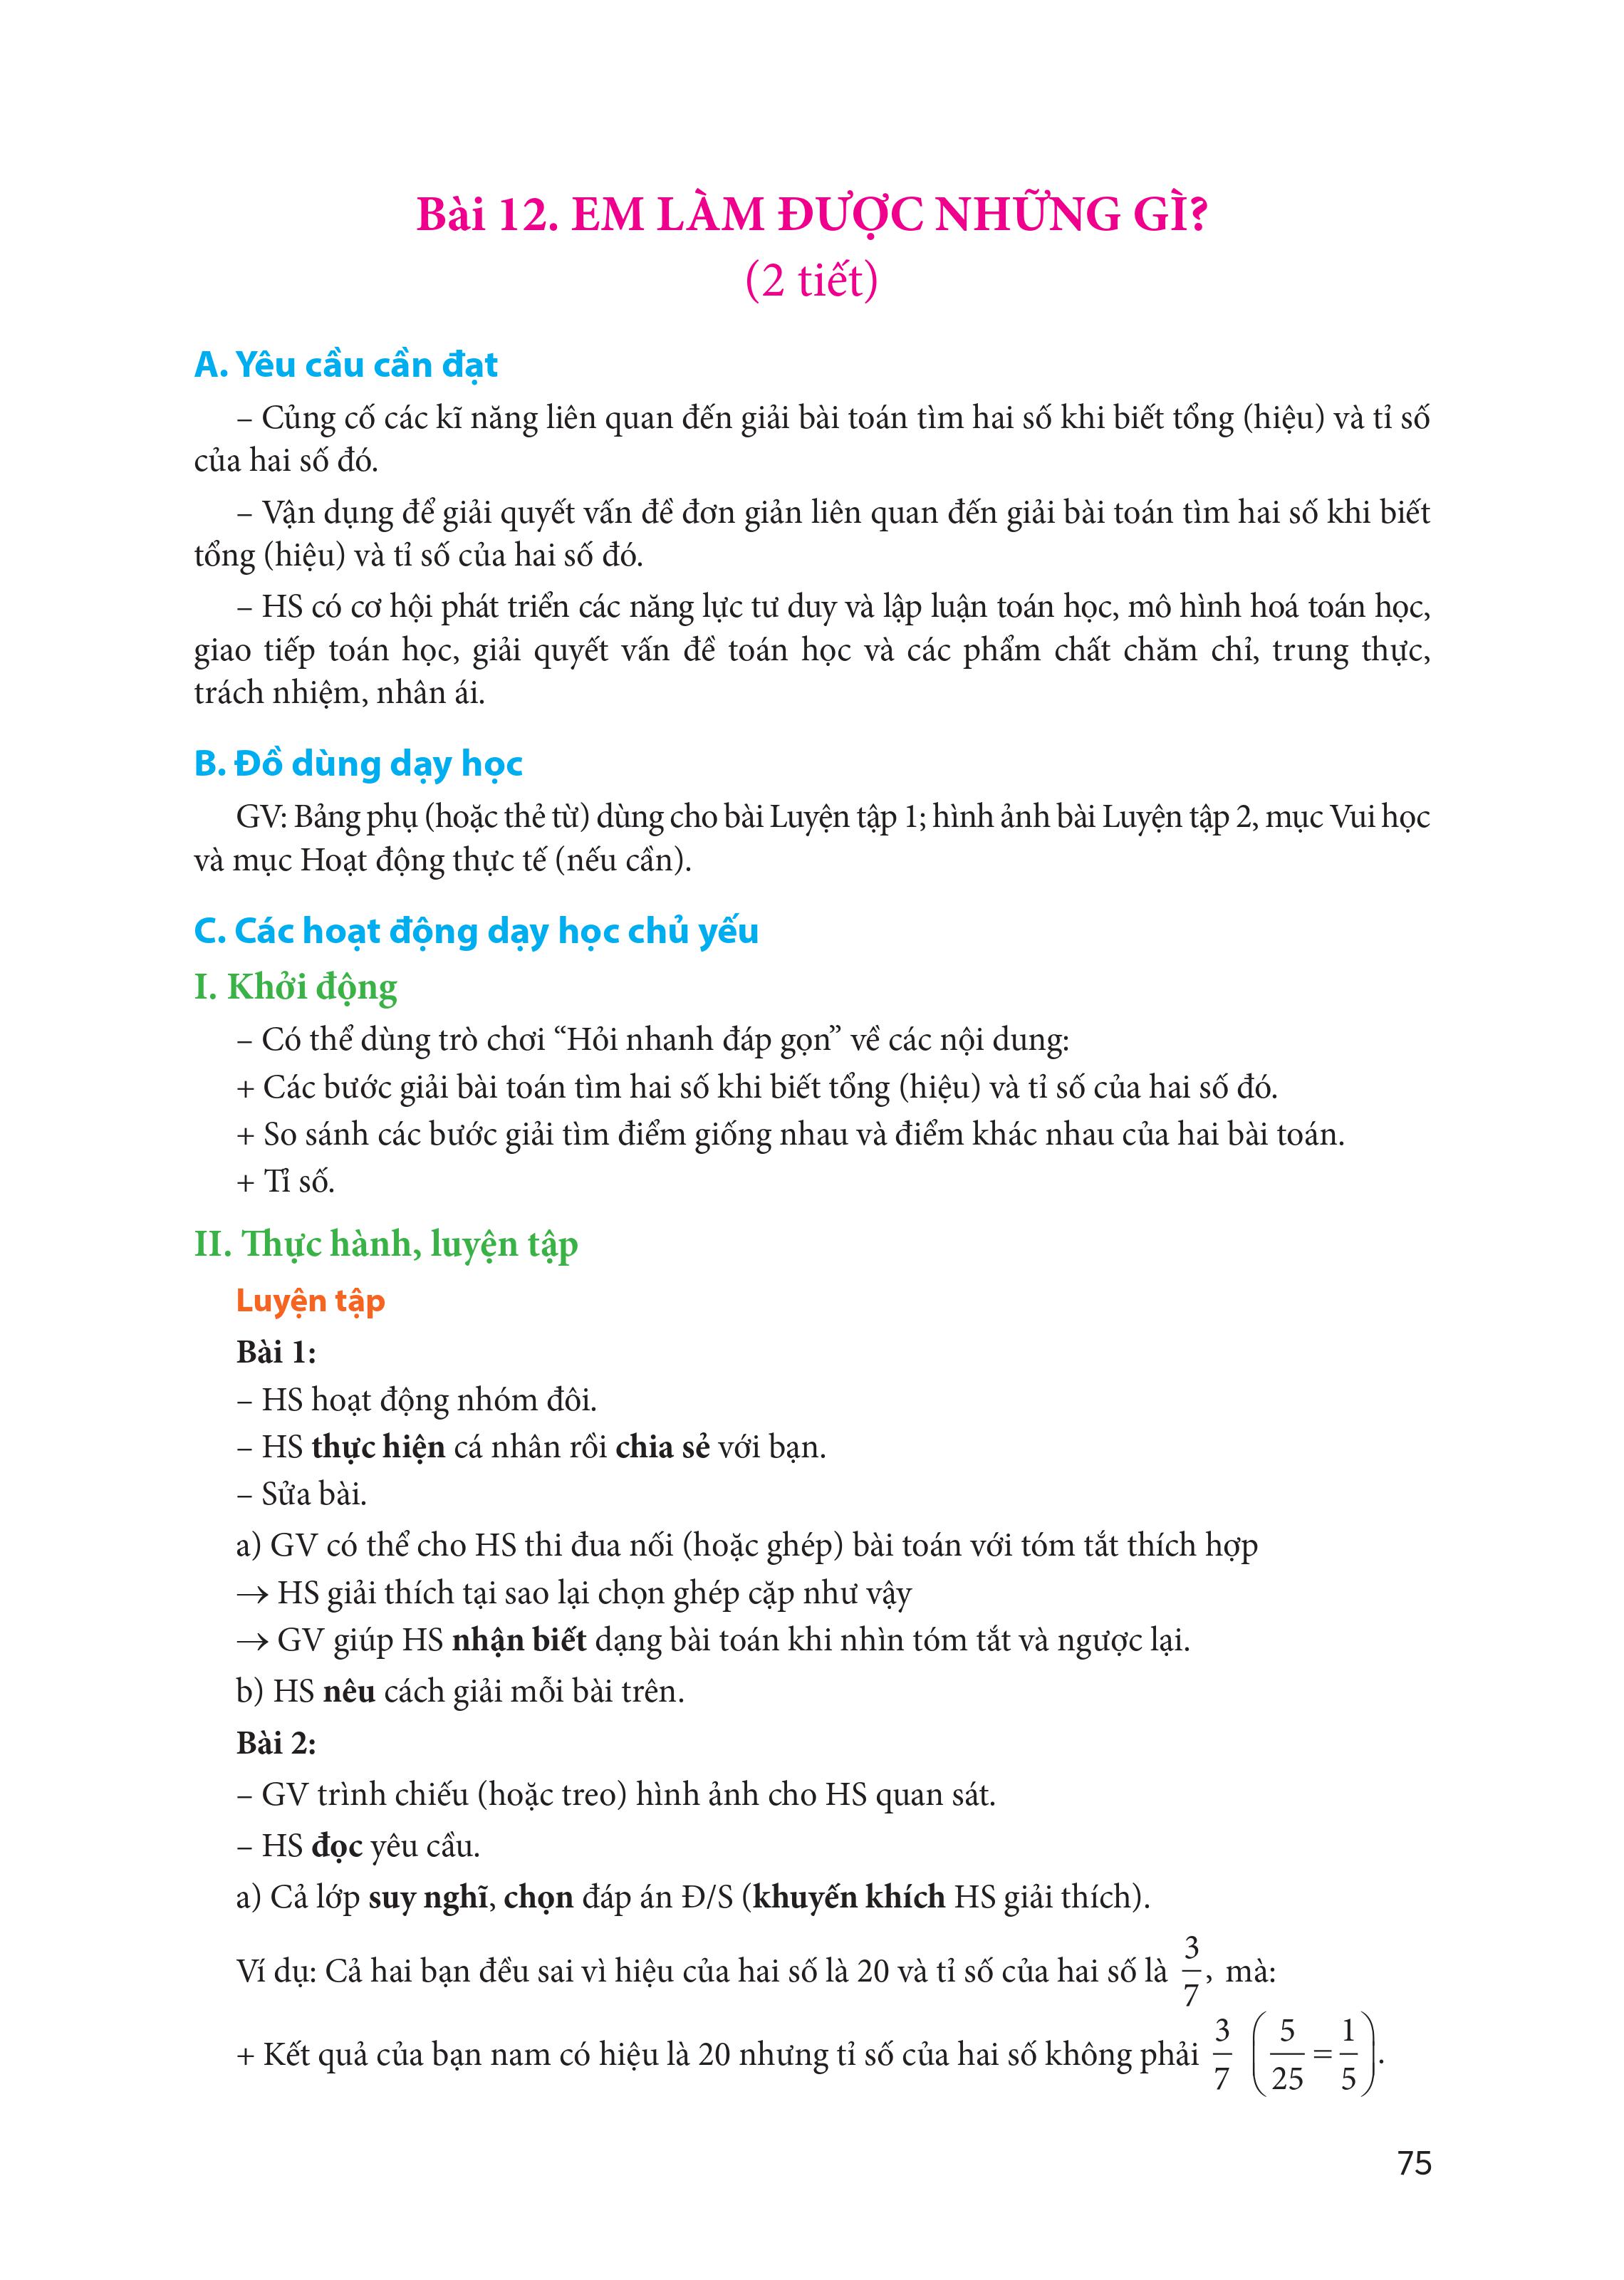 Bài 12. EM LÀM ĐƯỢC NHỮNG GÌ?
(2 tiết)
A. Yêu cầu cần đạt
– Củng cố các kĩ năng liên quan đến giải bài toán tìm hai số khi biết tổng (hiệu) và tỉ số
của hai số đó.
– Vận dụng để giải quyết vấn đề đơn giản liên quan đến giải bài toán tìm hai số khi biết
tổng (hiệu) và tỉ số của hai số đó.
– HS có cơ hội phát triển các năng lực tư duy và lập luận toán học, mô hình hoá toán học,
giao tiếp toán học, giải quyết vấn đề toán học và các phẩm chất chăm chỉ, trung thực,
trách nhiệm, nhân ái.
B. Đồ dùng dạy học
GV: Bảng phụ (hoặc thẻ từ) dùng cho bài Luyện tập 1; hình ảnh bài Luyện tập 2, mục Vui học
và mục Hoạt động thực tế (nếu cần).
C. Các hoạt động dạy học chủ yếu
I. Khởi động
– Có thể dùng trò chơi “Hỏi nhanh đáp gọn” về các nội dung:
+ Các bước giải bài toán tìm hai số khi biết tổng (hiệu) và tỉ số của hai số đó.
+ So sánh các bước giải tìm điểm giống nhau và điểm khác nhau của hai bài toán.
+ Tỉ số.
II. Thực hành, luyện tập
Luyện tập
Bài 1:
– HS hoạt động nhóm đôi.
– HS thực hiện cá nhân rồi chia sẻ với bạn.
– Sửa bài.
a) GV có thể cho HS thi đua nối (hoặc ghép) bài toán với tóm tắt thích hợp
→ HS giải thích tại sao lại chọn ghép cặp như vậy
→ GV giúp HS nhận biết dạng bài toán khi nhìn tóm tắt và ngược lại.
b) HS nêu cách giải mỗi bài trên.
Bài 2:
– GV trình chiếu (hoặc treo) hình ảnh cho HS quan sát.
– HS đọc yêu cầu.
a) Cả lớp suy nghĩ, chọn đáp án Đ/S (khuyến khích HS giải thích).
Ví dụ: Cả hai bạn đều sai vì hiệu của hai số là 20 và tỉ số của hai số là 3/7, mà:
+ Kết quả của bạn nam có hiệu là 20 nhưng tỉ số của hai số không phải 3/7 (5/25 = 1/5).
75